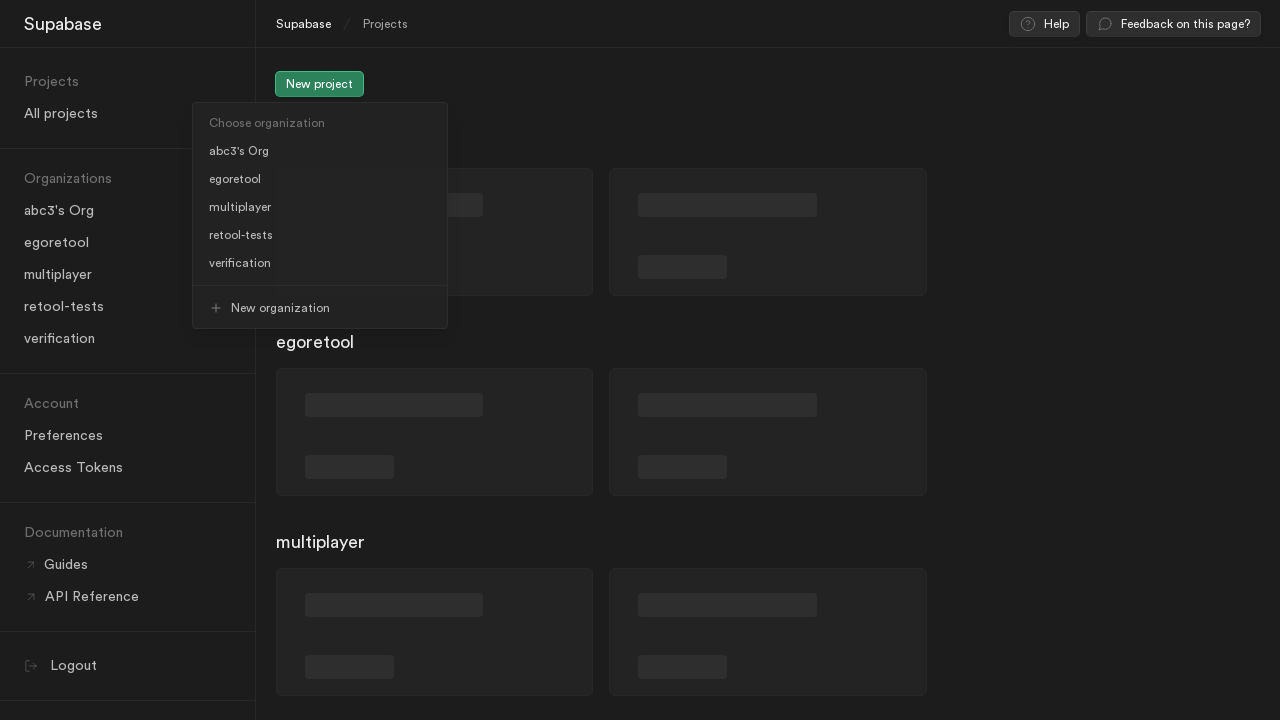 Supabase
Projects
All projects
Organizations
abc3's Org
egoretool
multiplayer
retool-tests
verification
Account
Preferences
Access Tokens
Documentation
Guides
API Reference
Logout
Supabase / Projects
Help
Feedback on this page?
New project
Choose organization
abc3's Org
egoretool
multiplayer
retool-tests
verification
New organization
egoretool
multiplayer